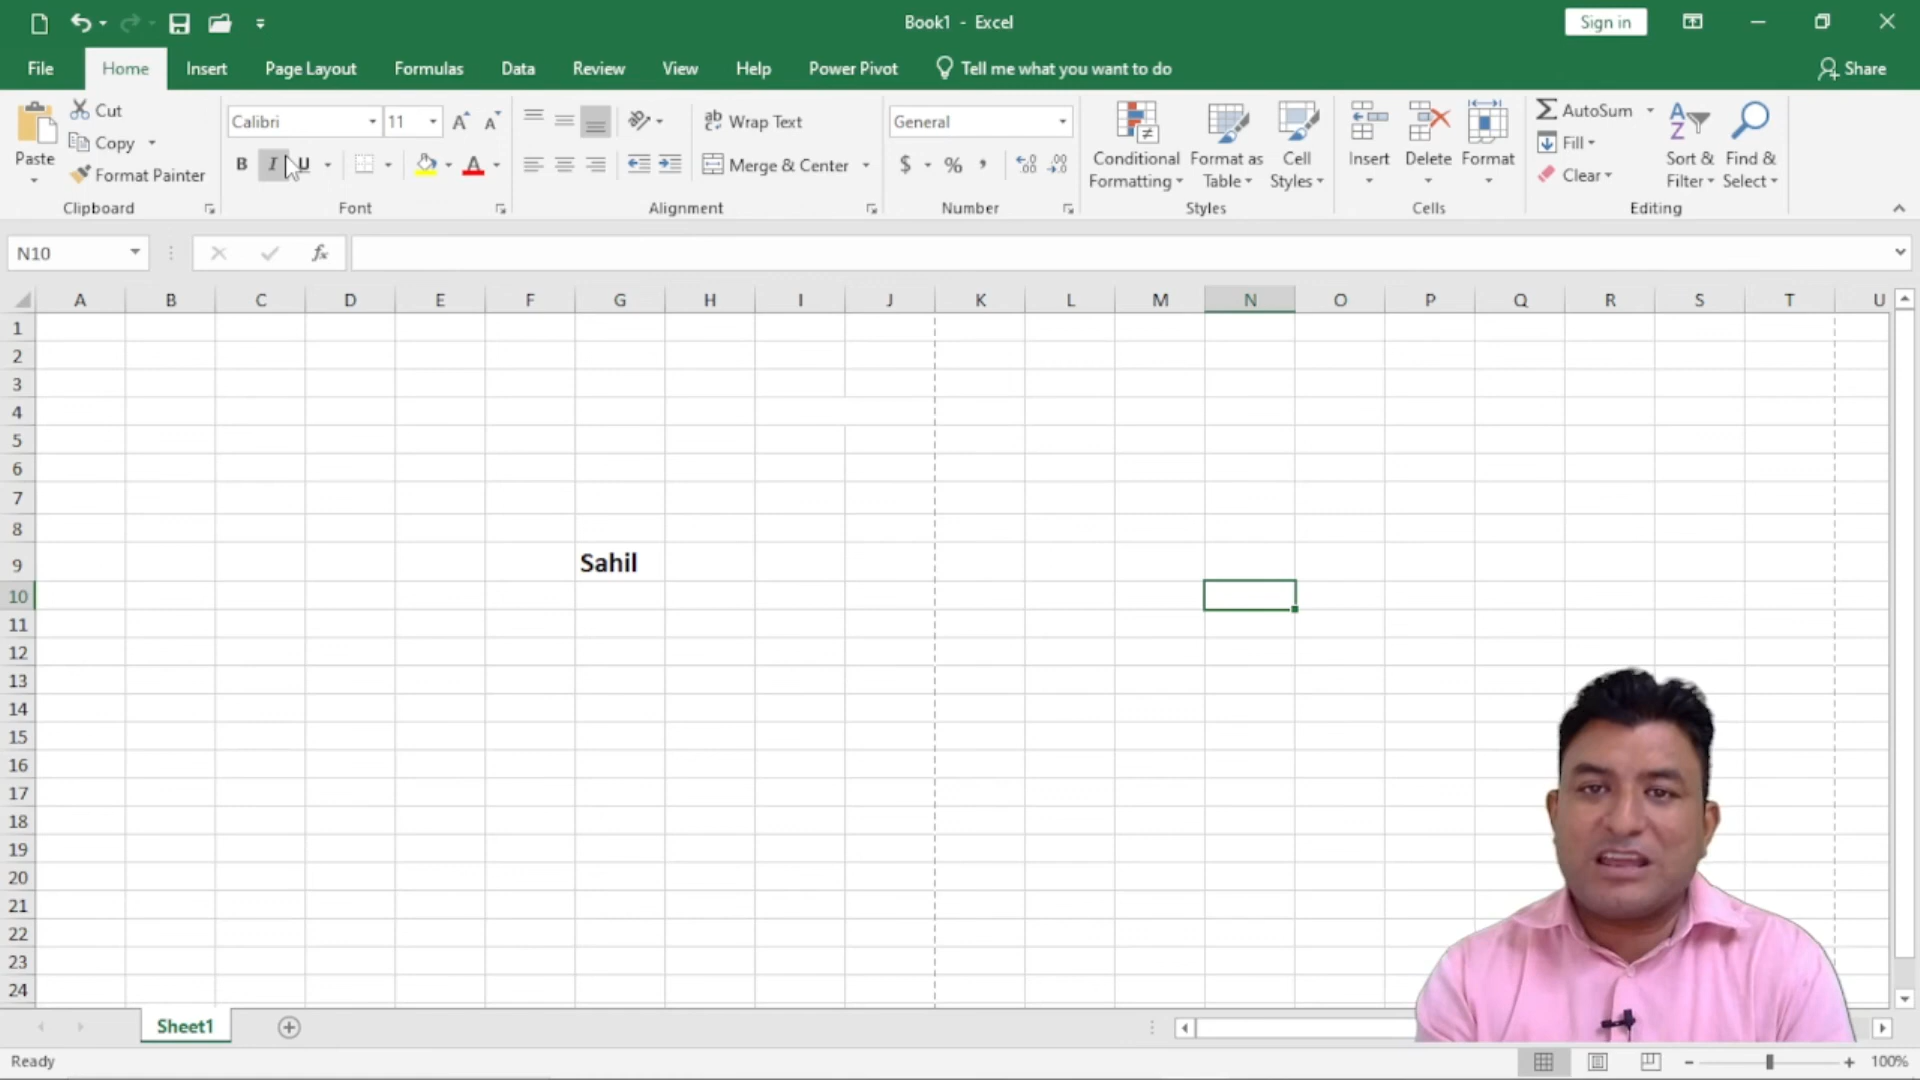 Book1 - Excel
Sign in
File Home Insert Page Layout Formulas Data Review View Help Power Pivot Tell me what you want to do Share
Paste
Cut
Copy
Format Painter
Clipboard
Calibri 11 A A
B I U A
Font
ab Wrap Text
Merge & Center
Alignment
General
$ % ,
Number
Conditional Formatting
Format as Table
Cell Styles
Styles
Insert
Delete
Format
Cells
AutoSum
Fill
Clear
Sort & Filter
Find & Select
Editing
N10 fx
A B C D E F G H I J K L M N O P Q R S T U
1
2
3
4
5
6
7
8
9 Sahil
10
11
12
13
14
15
16
17
18
19
20
21
22
23
24
Sheet1
Ready 100%